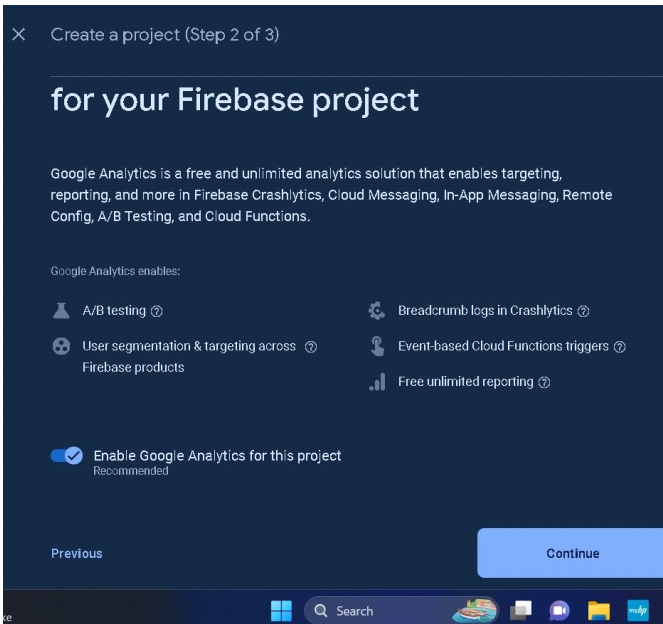 Create a project (Step 2 of 3)
for your Firebase project
Google Analytics is a free and unlimited analytics solution that enables targeting,
reporting, and more in Firebase Crashlytics, Cloud Messaging, In-App Messaging, Remote
Config, A/B Testing, and Cloud Functions.
Google Analytics enables:
A/B testing
Breadcrumb logs in Crashlytics
User segmentation & targeting across
Firebase products
Event-based Cloud Functions triggers
Free unlimited reporting
Enable Google Analytics for this project
Recommended
Previous
Continue
Search